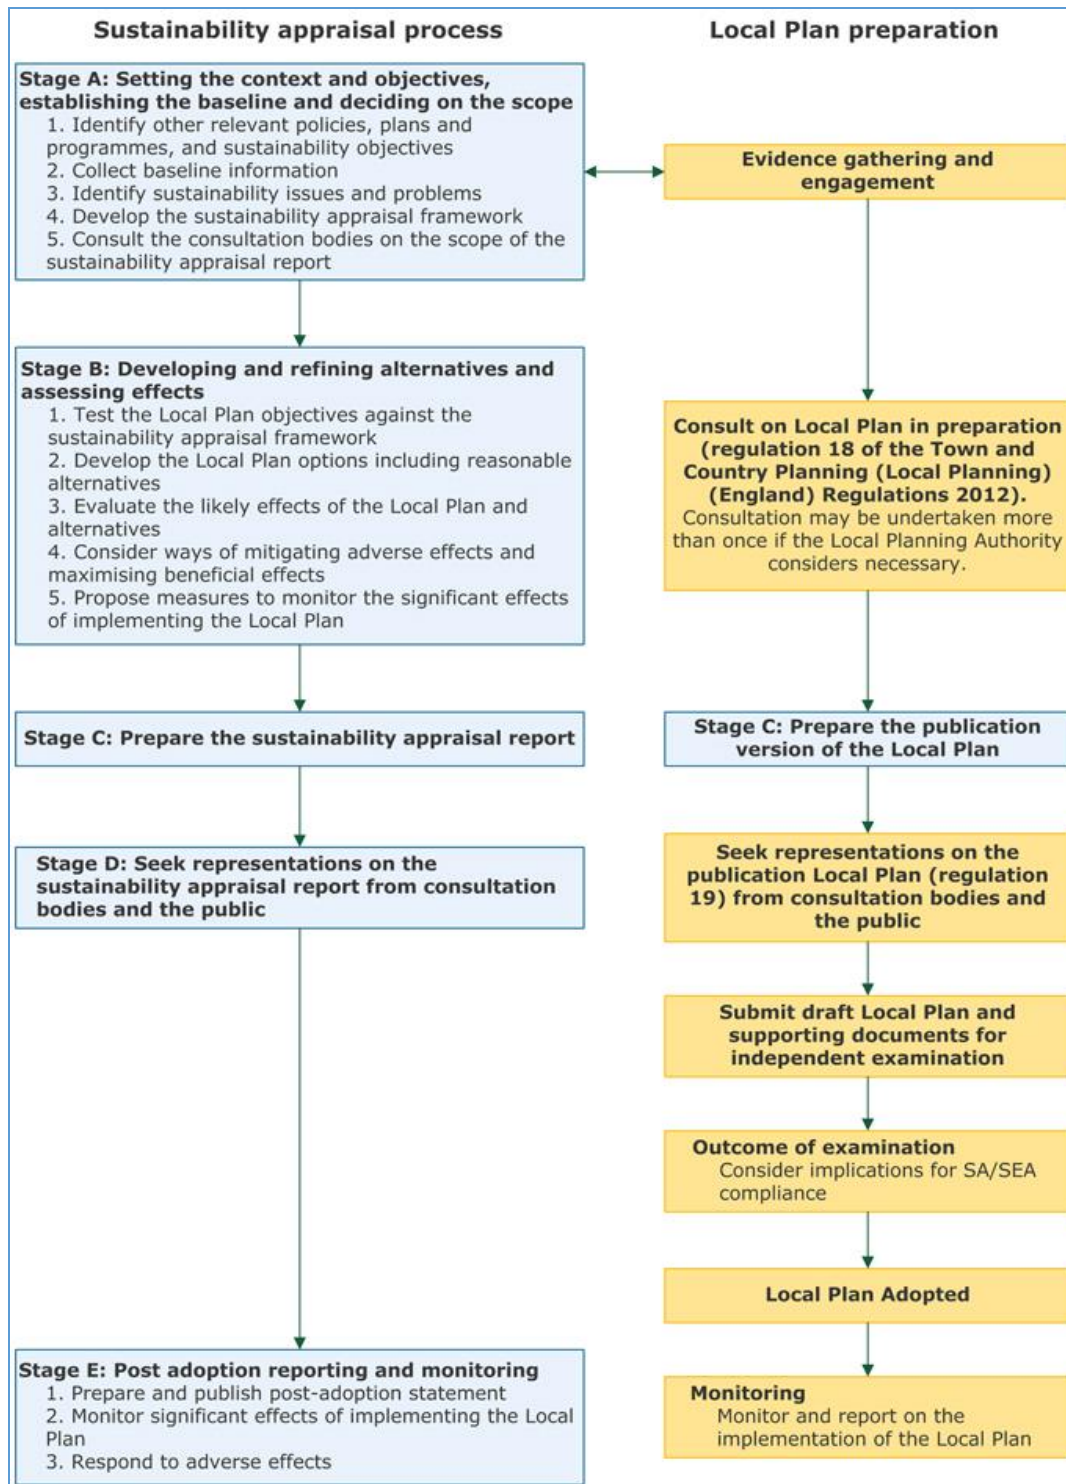 Sustainability appraisal process
Local Plan preparation
Stage A: Setting the context and objectives,
establishing the baseline and deciding on the scope
1. Identify other relevant policies, plans and
programmes, and sustainability objectives
2. Collect baseline information
3. Identify sustainability issues and problems
4. Develop the sustainability appraisal framework
5. Consult the consultation bodies on the scope of the
sustainability appraisal report
Evidence gathering and
engagement
Stage B: Developing and refining alternatives and
assessing effects
1. Test the Local Plan objectives against the
sustainability appraisal framework
2. Develop the Local Plan options including reasonable
alternatives
3. Evaluate the likely effects of the Local Plan and
alternatives
4. Consider ways of mitigating adverse effects and
maximising beneficial effects
5. Propose measures to monitor the significant effects
of implementing the Local Plan
Consult on Local Plan in preparation
(regulation 18 of the Town and
Country Planning (Local Planning)
(England) Regulations 2012).
Consultation may be undertaken more
than once if the Local Planning Authority
considers necessary.
Stage C: Prepare the sustainability appraisal report
Stage C: Prepare the publication
version of the Local Plan
Stage D: Seek representations on the
sustainability appraisal report from consultation
bodies and the public
Seek representations on the
publication Local Plan (regulation
19) from consultation bodies and
the public
Submit draft Local Plan and
supporting documents for
independent examination
Outcome of examination
Consider implications for SA/SEA
compliance
Local Plan Adopted
Stage E: Post adoption reporting and monitoring
1. Prepare and publish post-adoption statement
2. Monitor significant effects of implementing the Local
Plan
3. Respond to adverse effects
Monitoring
Monitor and report on the
implementation of the Local Plan